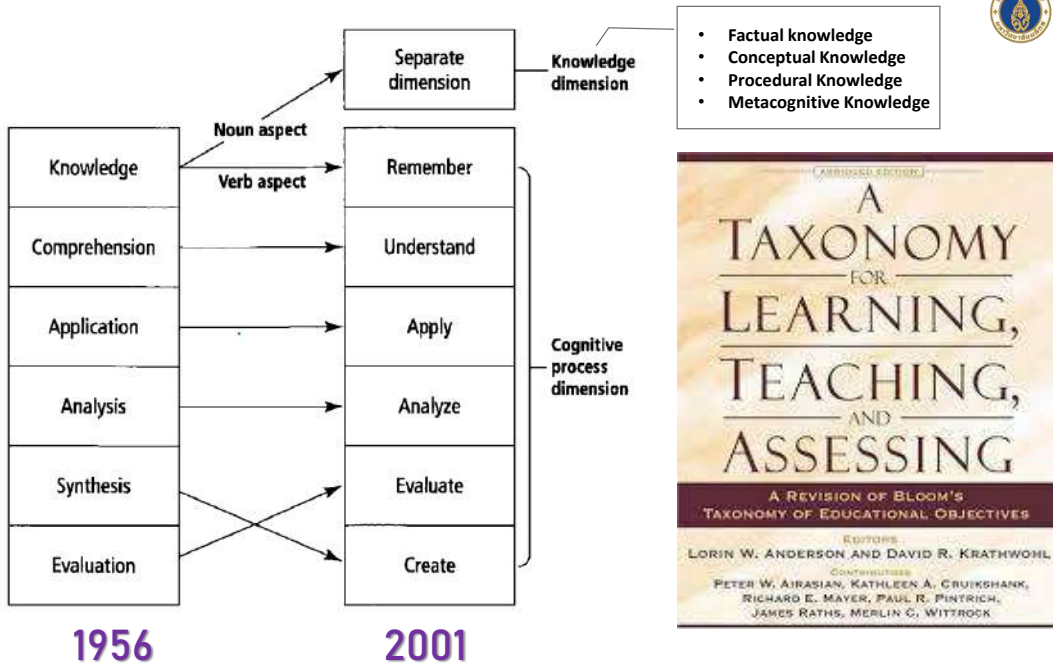 Separate
dimension
Knowledge
dimension
• Factual knowledge
• Conceptual Knowledge
• Procedural Knowledge
• Metacognitive Knowledge
Noun aspect
Verb aspect
Knowledge
Comprehension
Application
Analysis
Synthesis
Evaluation
1956
Remember
Understand
Apply
Analyze
Evaluate
Create
2001
Cognitive
process
dimension
ABRIDGED EDITION
A
TAXONOMY
FOR
LEARNING,
TEACHING,
AND
ASSESSING
A REVISION OF BLOOM'S
TAXONOMY OF EDUCATIONAL OBJECTIVES
EDITORS
LORIN W. ANDERSON AND DAVID R. KRATHWOHL
CONTRIBUTORS
PETER W. AIRASIAN, KATHLEEN A. CRUIKSHANK,
RICHARD E. MAYER, PAUL R. PINTRICH,
JAMES RATHS, MERLIN C. WITTROCK